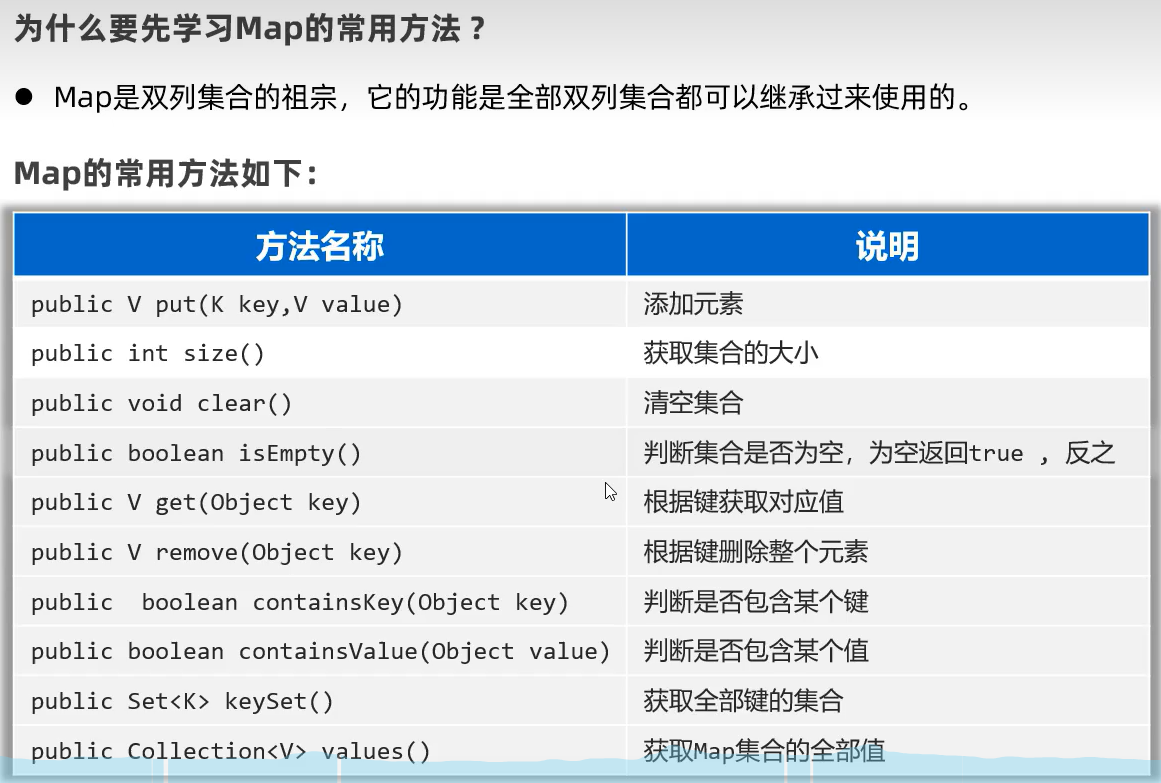 为什么要先学习Map的常用方法 ?
● Map是双列集合的祖宗，它的功能是全部双列集合都可以继承过来使用的。
Map的常用方法如下：
方法名称 说明
public V put(K key,V value) 添加元素
public int size() 获取集合的大小
public void clear() 清空集合
public boolean isEmpty() 判断集合是否为空，为空返回true , 反之
public V get(Object key) 根据键获取对应值
public V remove(Object key) 根据键删除整个元素
public  boolean containsKey(Object key) 判断是否包含某个键
public boolean containsValue(Object value) 判断是否包含某个值
public Set<K> keySet() 获取全部键的集合
public Collection<V> values() 获取Map集合的全部值